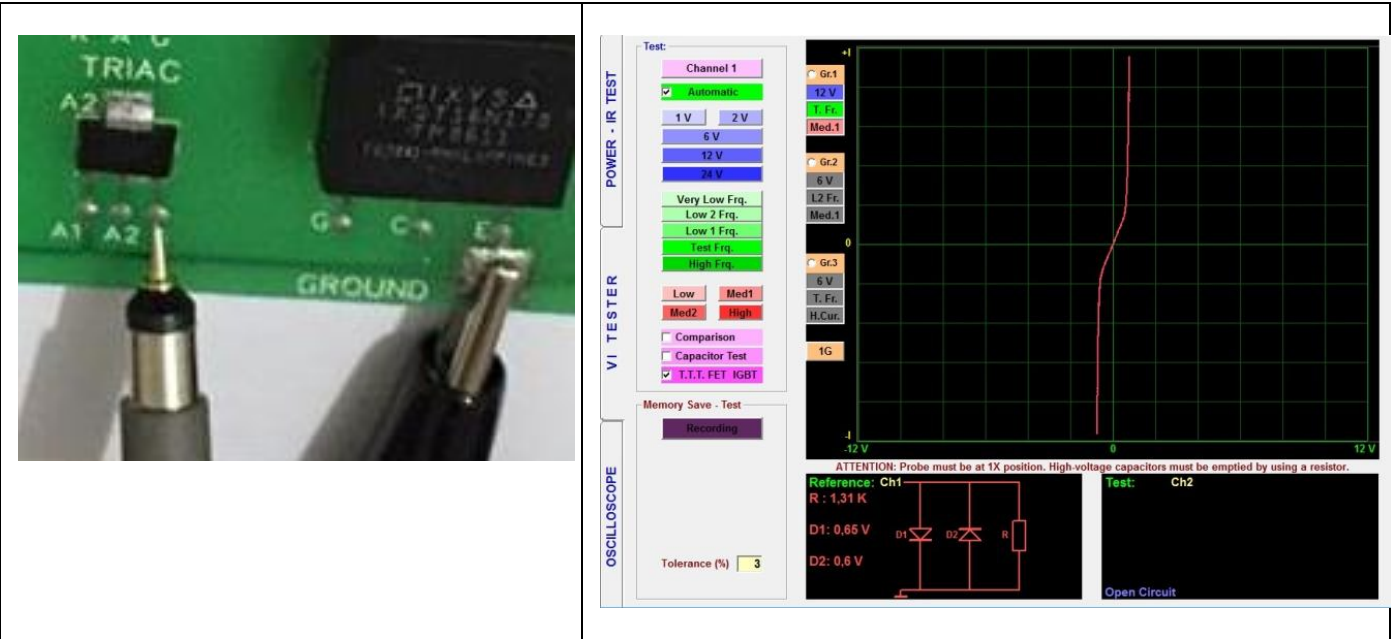 K A G
TRIAC
A2
A1 A2
IXYS
G C E
GROUND
POWER - IR TEST
VI TESTER
OSCILLOSCOPE
Test:
Channel 1
Automatic
1 V 2 V
6 V
12 V
24 V
Very Low Frq.
Low 2 Frq.
Low 1 Frq.
Test Frq.
High Frq.
Low Med1
Med2 High
Comparison
Capacitor Test
T.T.T. FET IGBT
Memory Save - Test
Recording
Tolerance (%) 3
Gr.1
12 V
T. Fr.
Med.1
Gr.2
6 V
L2 Fr.
Med.1
Gr.3
6 V
T. Fr.
H.Cur.
1G
+I
0
-I
-12 V 0 12 V
ATTENTION: Probe must be at 1X position. High-voltage capacitors must be emptied by using a resistor.
Reference: Ch1
R : 1,31 K
D1: 0,65 V
D2: 0,6 V
D1 D2 R
Test: Ch2
Open Circuit